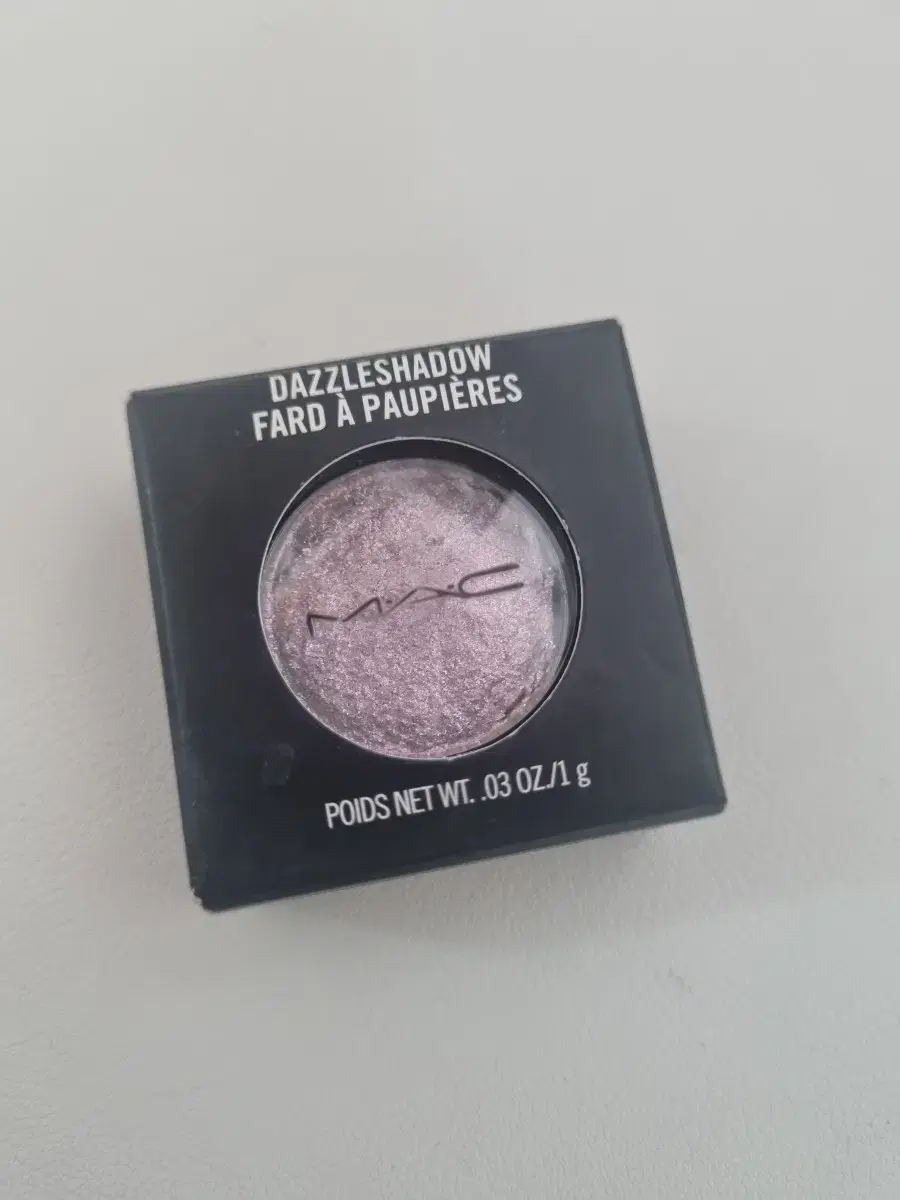 DAZZLESHADOW
FARD À PAUPIÈRES
M·A·C
POIDS NET WT. .03 OZ./1 g